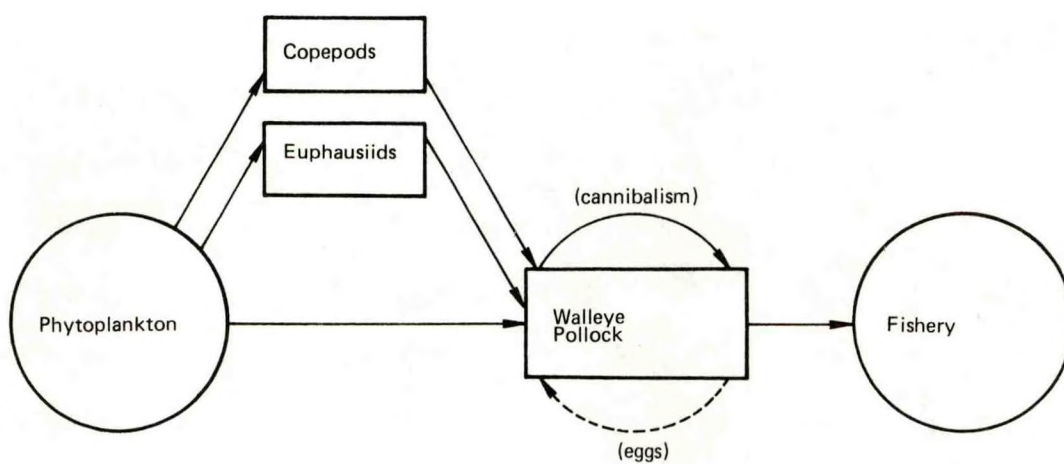 Copepods
Euphausiids
(cannibalism)
Phytoplankton
Walleye
Pollock
Fishery
(eggs)